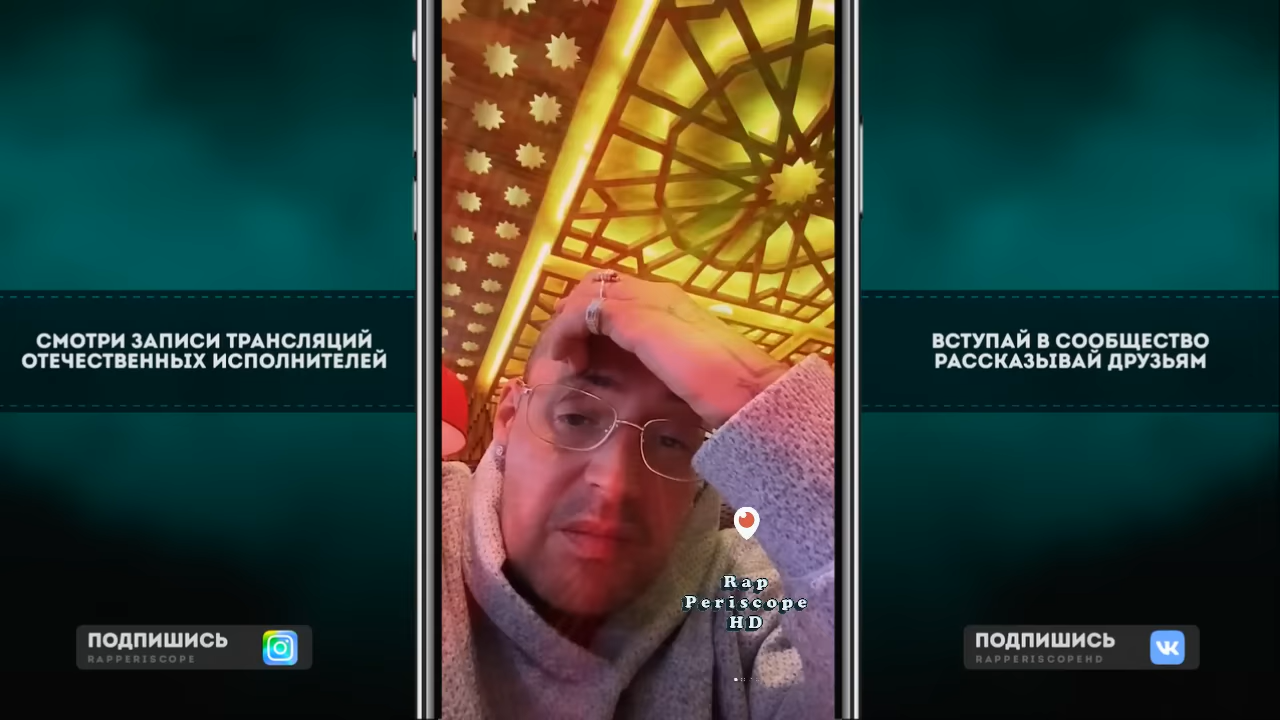 СМОТРИ ЗАПИСИ ТРАНСЛЯЦИЙ
ОТЕЧЕСТВЕННЫХ ИСПОЛНИТЕЛЕЙ
ВСТУПАЙ В СООБЩЕСТВО
РАССКАЗЫВАЙ ДРУЗЬЯМ
Rap
Periscope
HD
ПОДПИШИСЬ
RAPPERISCOPE
ПОДПИШИСЬ
RAPPERISCOPEHD